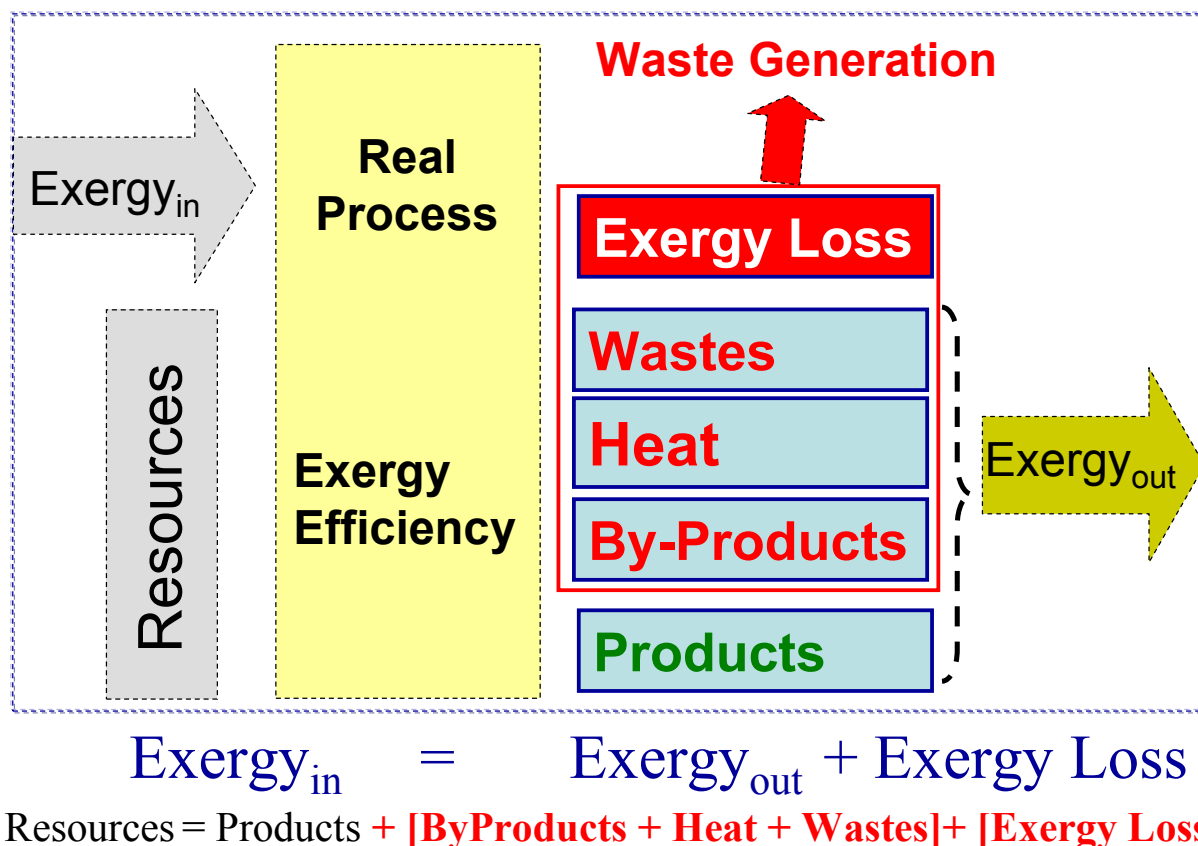 Waste Generation
Exergyin
Real
Process
Exergy Loss
Resources
Wastes
Heat
Exergy
Efficiency
Exergyout
By-Products
Products
Exergyin = Exergyout + Exergy Loss
Resources = Products + [ByProducts + Heat + Wastes]+ [Exergy Loss